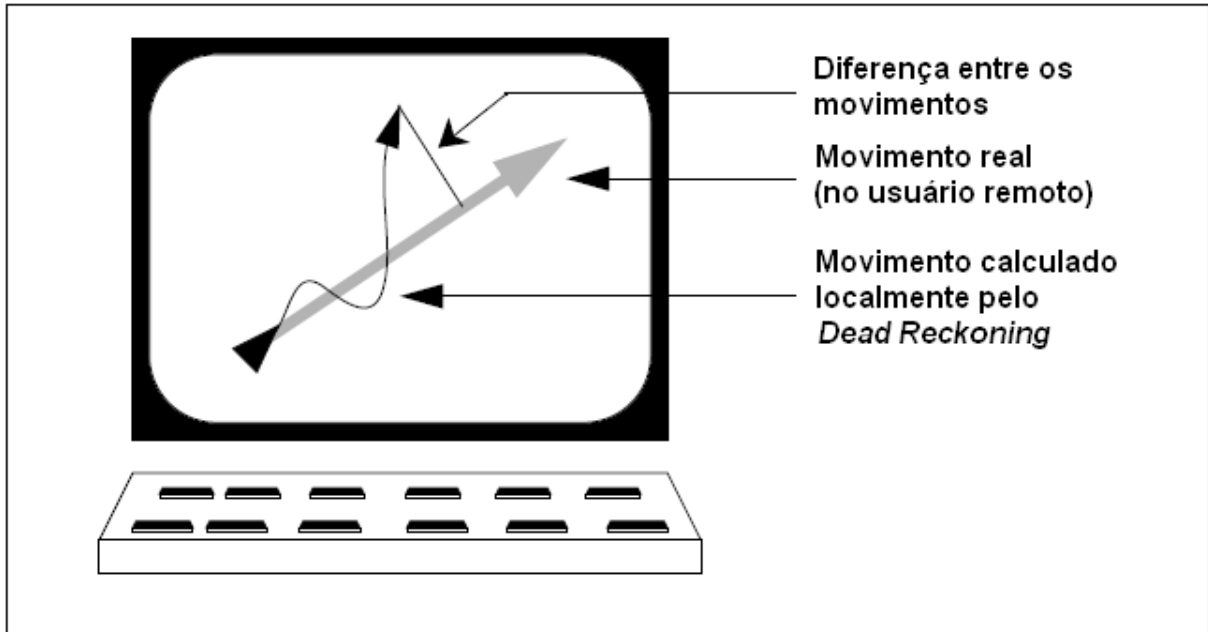 Diferença entre os
movimentos
Movimento real
(no usuário remoto)
Movimento calculado
localmente pelo
Dead Reckoning